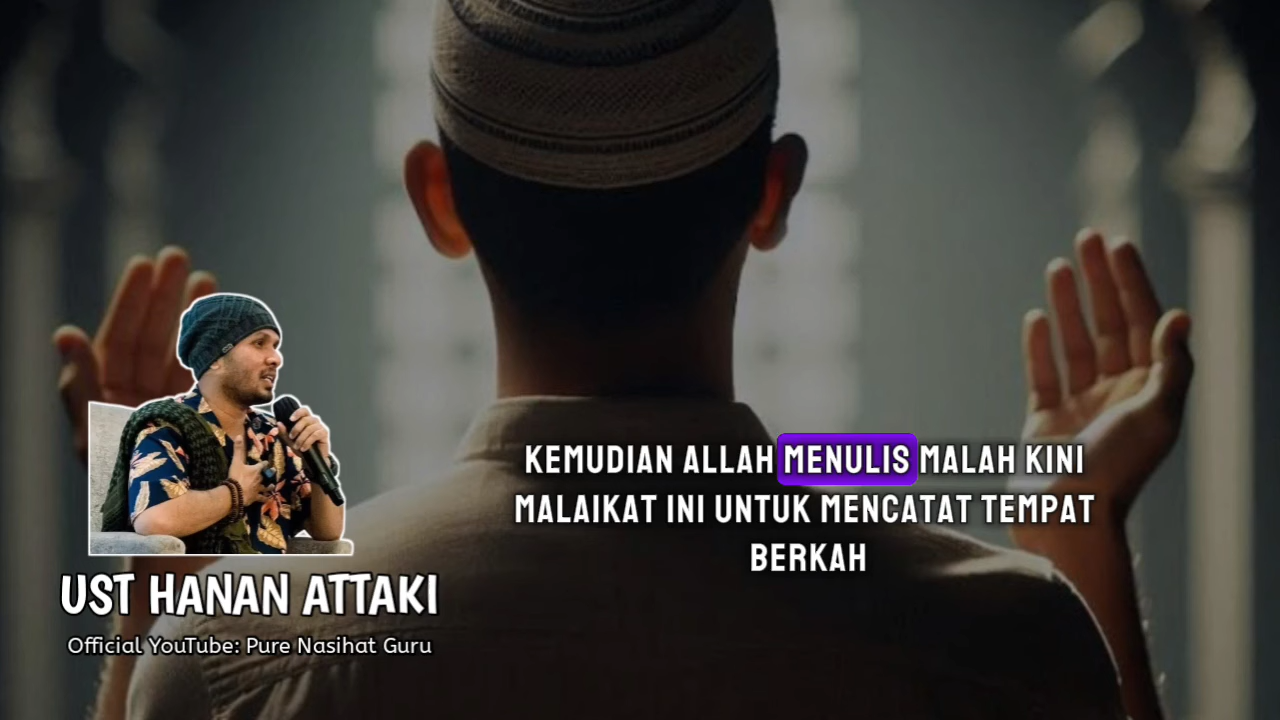 KEMUDIAN ALLAH MENULIS MALAH KINI
MALAIKAT INI UNTUK MENCATAT TEMPAT
BERKAH
UST HANAN ATTAKI
Official YouTube: Pure Nasihat Guru